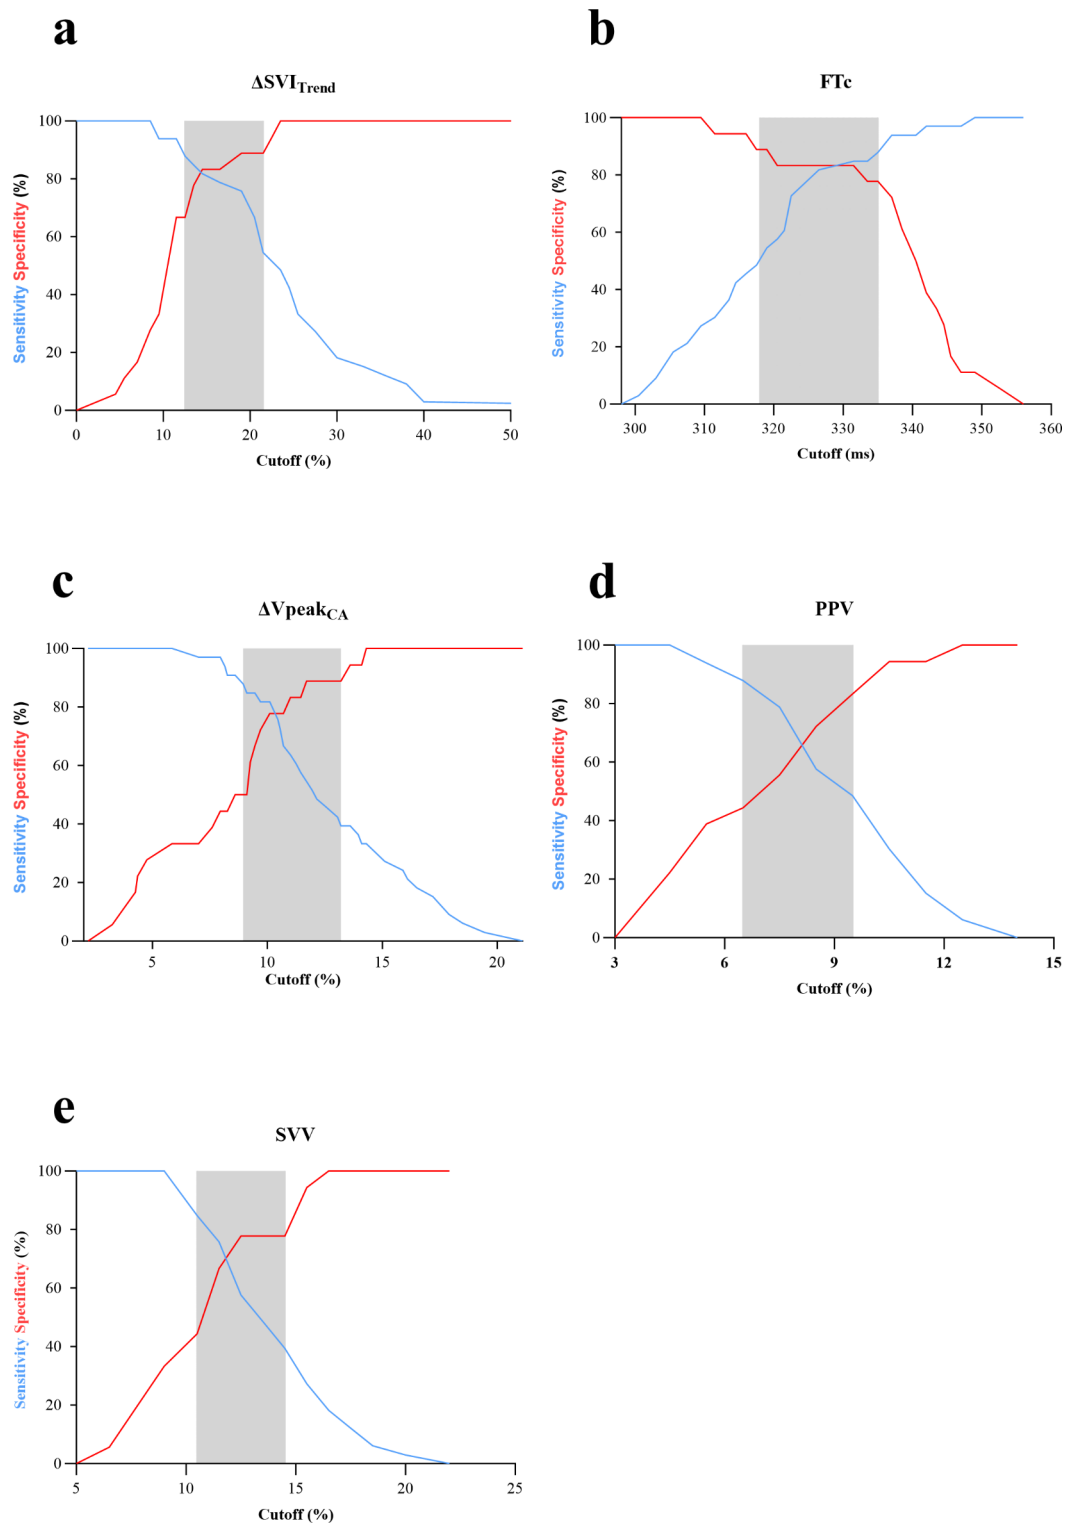 a
ΔSVITrend
Sensitivity Specificity (%)
100
80
60
40
20
0
0 10 20 30 40 50
Cutoff (%)
b
FTc
Sensitivity Specificity (%)
100
80
60
40
20
0
300 310 320 330 340 350 360
Cutoff (ms)
c
ΔVpeakCA
Sensitivity Specificity (%)
100
80
60
40
20
0
5 10 15 20
Cutoff (%)
d
PPV
Sensitivity Specificity (%)
100
80
60
40
20
0
3 6 9 12 15
Cutoff (%)
e
SVV
Sensitivity Specificity (%)
100
80
60
40
20
0
5 10 15 20 25
Cutoff (%)